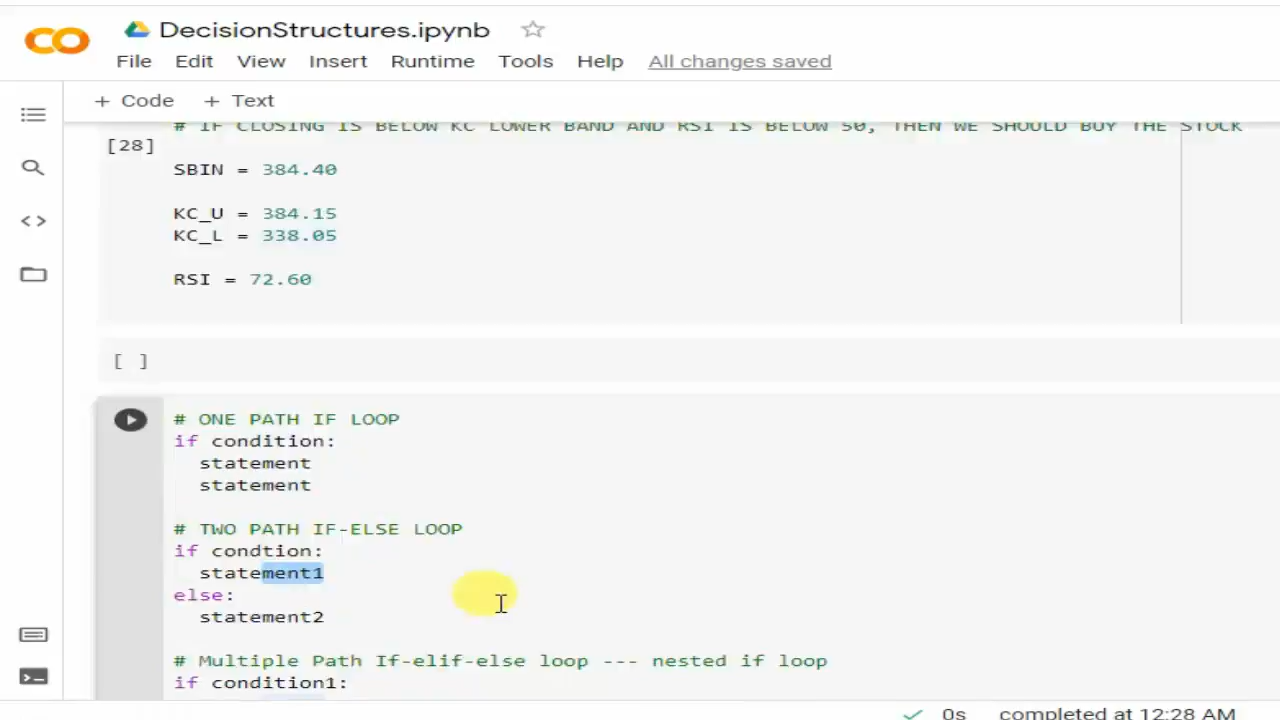 DecisionStructures.ipynb
File Edit View Insert Runtime Tools Help All changes saved
+ Code + Text
# IF CLOSING IS BELOW KC LOWER BAND AND RSI IS BELOW 50, THEN WE SHOULD BUY THE STOCK
[28]
SBIN = 384.40
KC_U = 384.15
KC_L = 338.05
RSI = 72.60
[ ]
# ONE PATH IF LOOP
if condition:
statement
statement
# TWO PATH IF-ELSE LOOP
if condtion:
statement1
else:
statement2
# Multiple Path If-elif-else loop --- nested if loop
if condition1:
0s completed at 12:28 AM